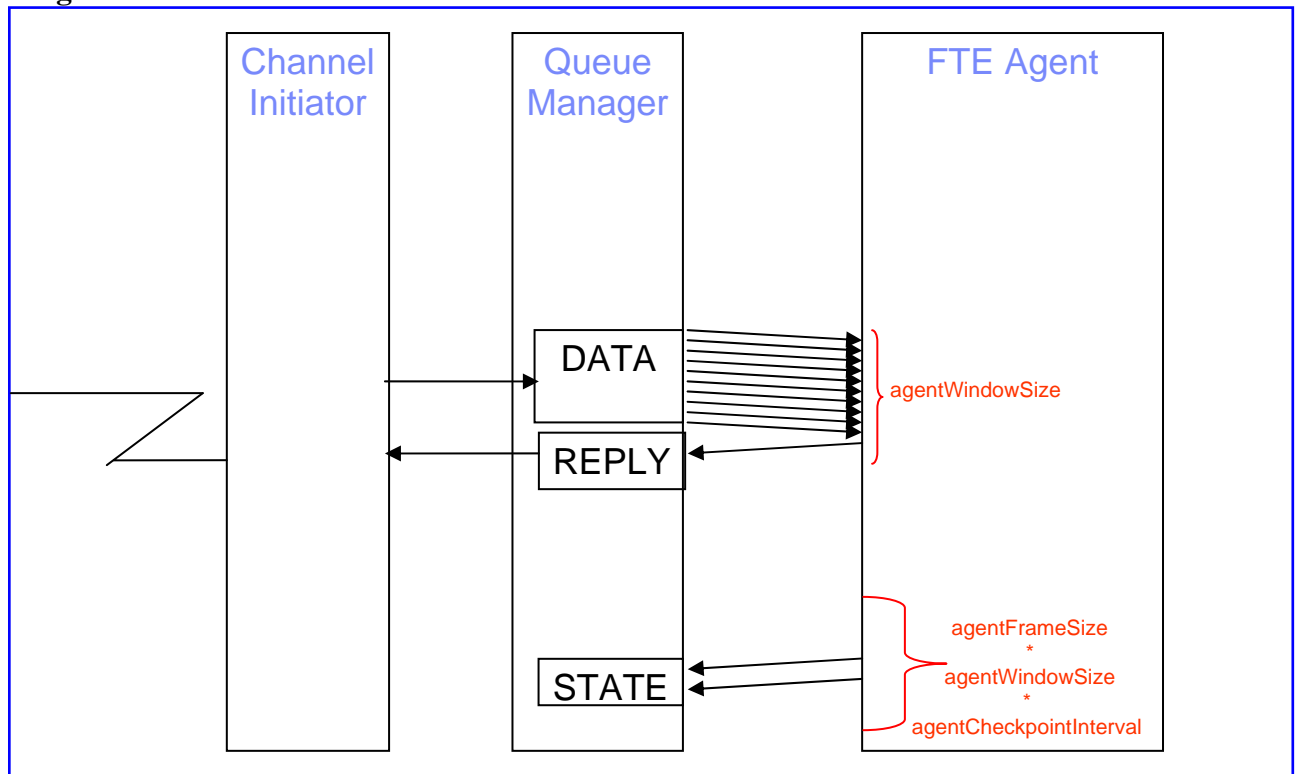 Channel
Initiator
Queue
Manager
FTE Agent
DATA
agentWindowSize
REPLY
agentFrameSize
*
agentWindowSize
*
agentCheckpointInterval
STATE